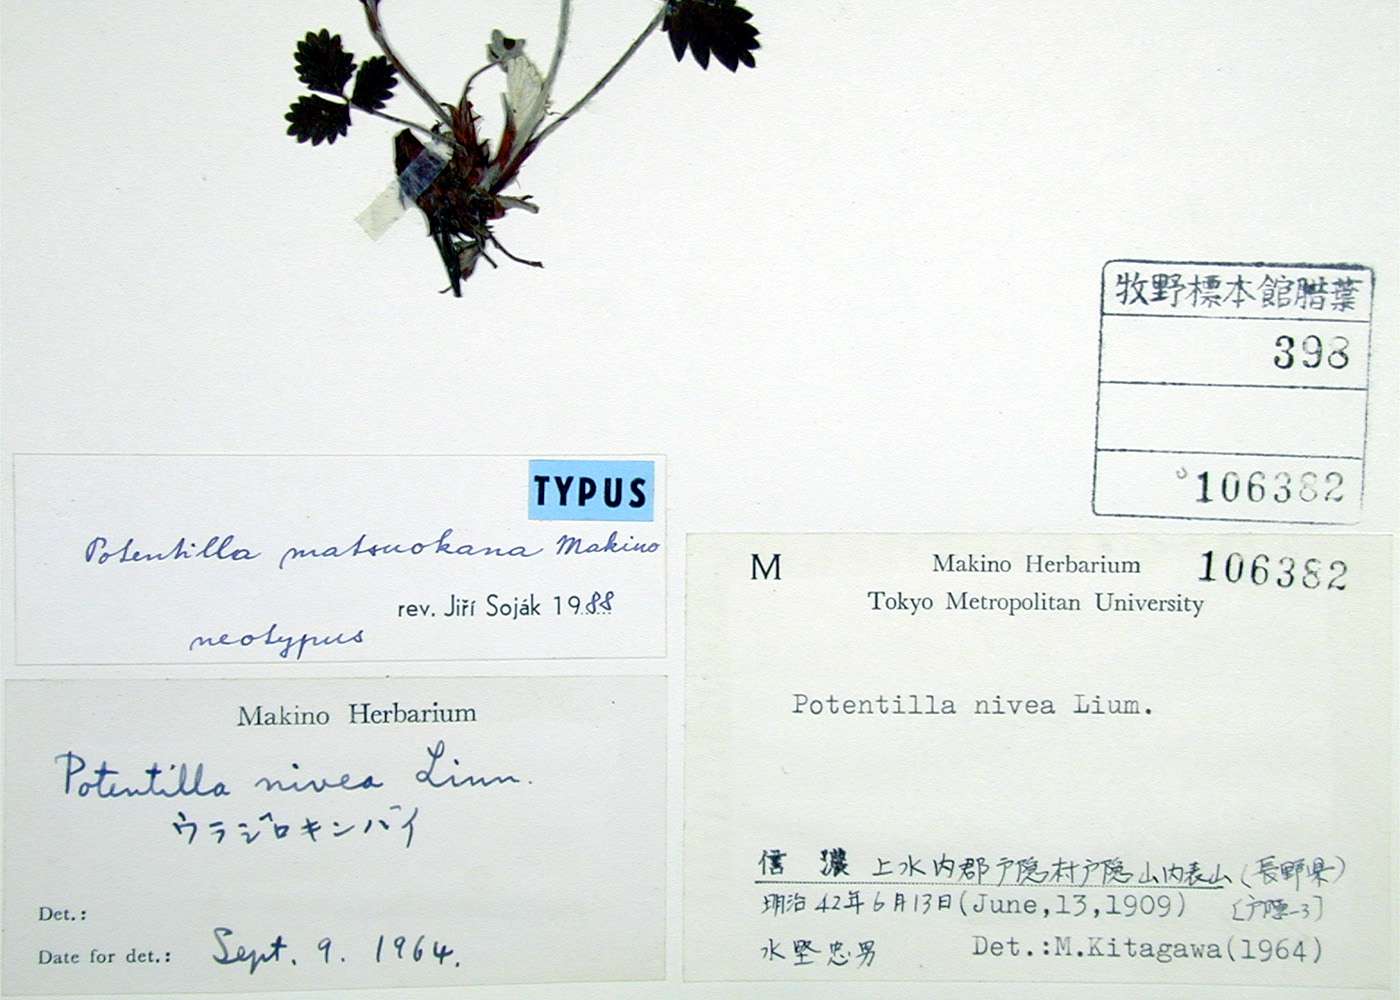 牧野標本館腊葉
398
106382
TYPUS
Potentilla matsuokana Makino
rev. Jiří Soják 1988
neotypus
Makino Herbarium
Potentilla nivea Linn.
ウラジロキンバイ
Det.:
Date for det.: Sept. 9. 1964.
M Makino Herbarium 106382
Tokyo Metropolitan University
Potentilla nivea Lium.
信濃 上水内郡戸隠村戸隠山内表山 (長野県)
明治42年6月13日(June,13,1909) [戸隠-3]
水堅忠男 Det.:M.Kitagawa(1964)